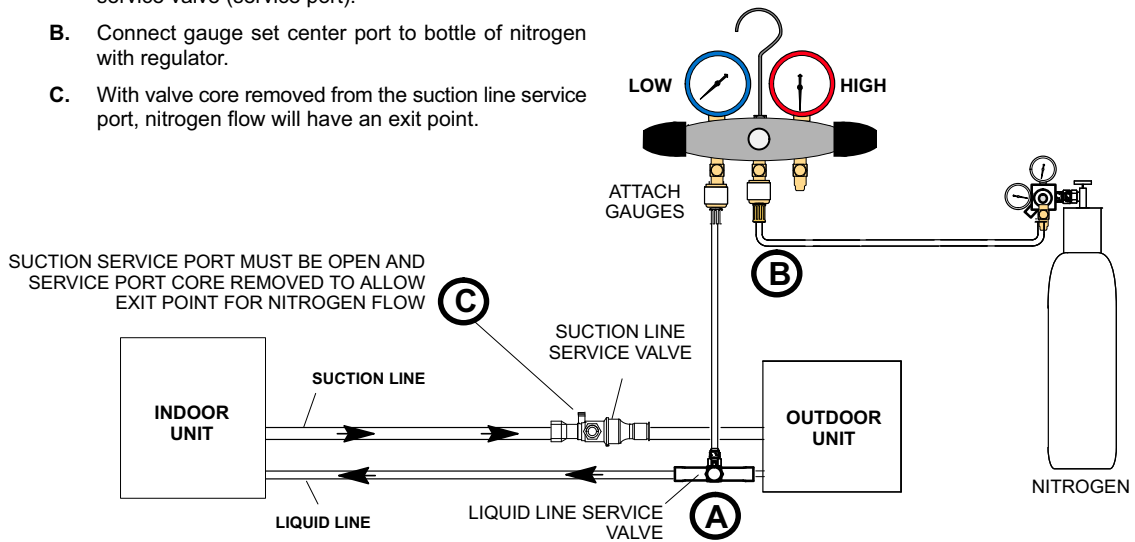 service valve (service port).
B. Connect gauge set center port to bottle of nitrogen
with regulator.
C. With valve core removed from the suction line service
port, nitrogen flow will have an exit point.
LOW
HIGH
ATTACH
GAUGES
B
SUCTION SERVICE PORT MUST BE OPEN AND
SERVICE PORT CORE REMOVED TO ALLOW
EXIT POINT FOR NITROGEN FLOW
C
SUCTION LINE
SERVICE VALVE
SUCTION LINE
INDOOR
UNIT
OUTDOOR
UNIT
NITROGEN
LIQUID LINE
LIQUID LINE SERVICE
VALVE
A